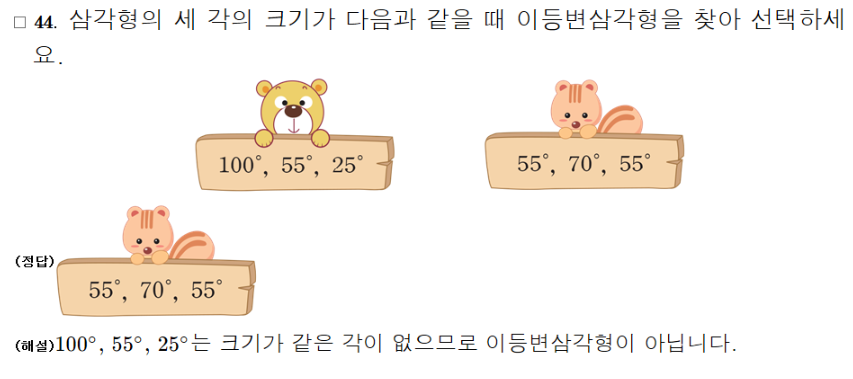 □ 44. 삼각형의 세 각의 크기가 다음과 같을 때 이등변삼각형을 찾아 선택하세
요.
100°, 55°, 25° 55°, 70°, 55°
(정답) 55°, 70°, 55°
(해설)100°, 55°, 25°는 크기가 같은 각이 없으므로 이등변삼각형이 아닙니다.